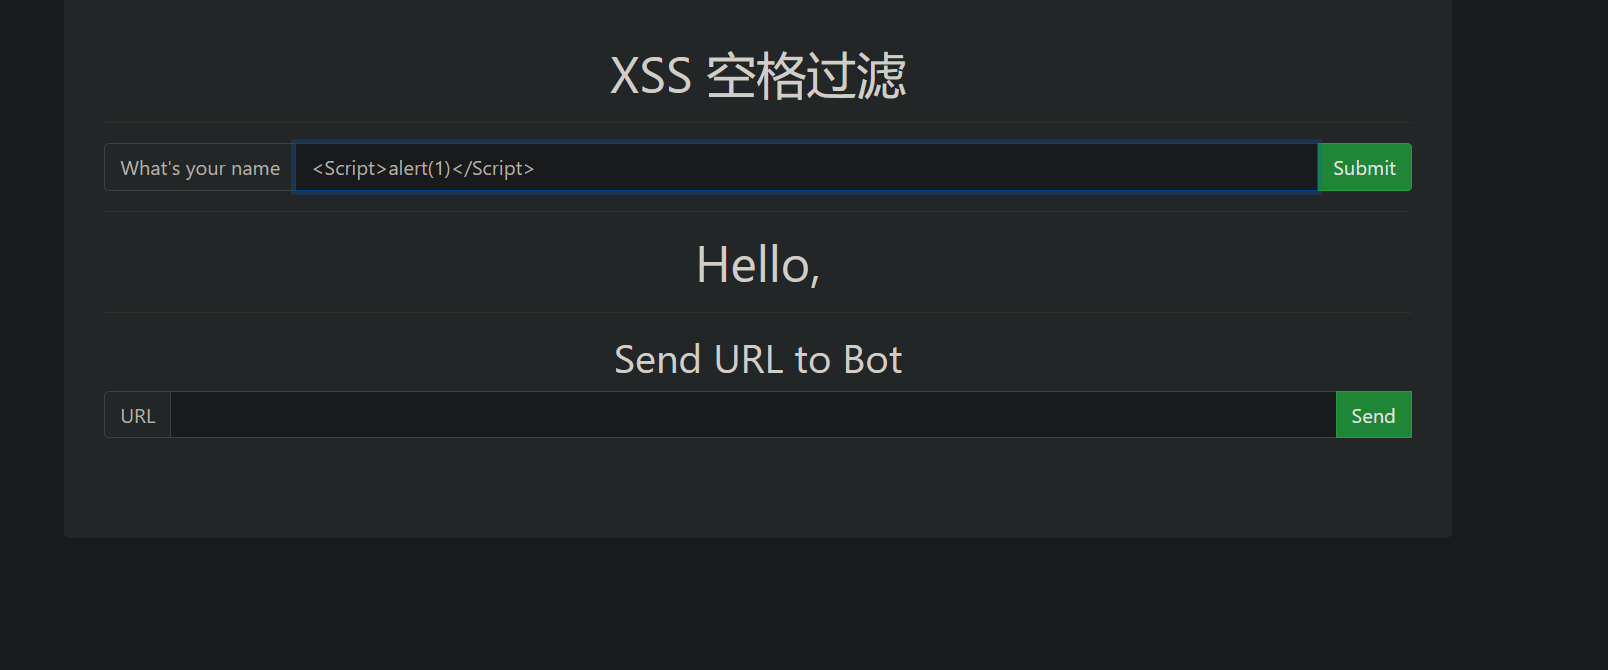 XSS 空格过滤
What's your name <Script>alert(1)</Script> Submit
Hello,
Send URL to Bot
URL Send